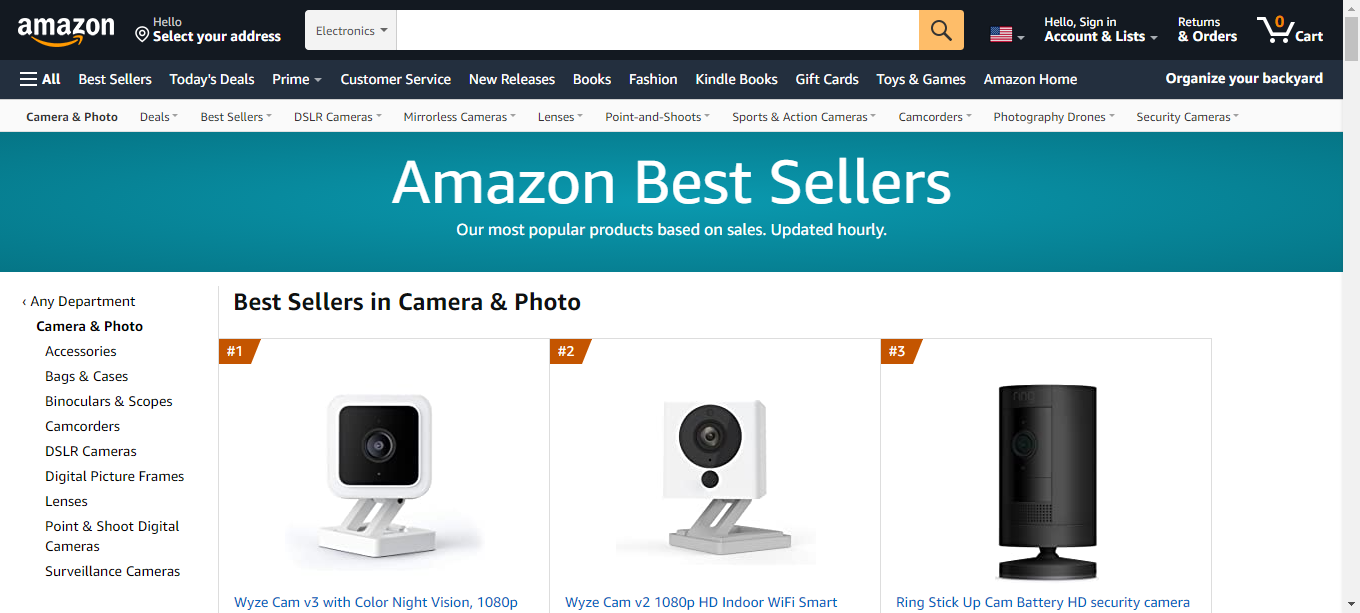 amazon
Hello
Select your address
Electronics
Hello, Sign in
Account & Lists
Returns
& Orders
0
Cart
All Best Sellers Today's Deals Prime Customer Service New Releases Books Fashion Kindle Books Gift Cards Toys & Games Amazon Home Organize your backyard
Camera & Photo Deals Best Sellers DSLR Cameras Mirrorless Cameras Lenses Point-and-Shoots Sports & Action Cameras Camcorders Photography Drones Security Cameras
Amazon Best Sellers
Our most popular products based on sales. Updated hourly.
‹ Any Department
Camera & Photo
Accessories
Bags & Cases
Binoculars & Scopes
Camcorders
DSLR Cameras
Digital Picture Frames
Lenses
Point & Shoot Digital
Cameras
Surveillance Cameras
Best Sellers in Camera & Photo
#1 #2 #3
ring
Wyze Cam v3 with Color Night Vision, 1080p
Wyze Cam v2 1080p HD Indoor WiFi Smart
Ring Stick Up Cam Battery HD security camera